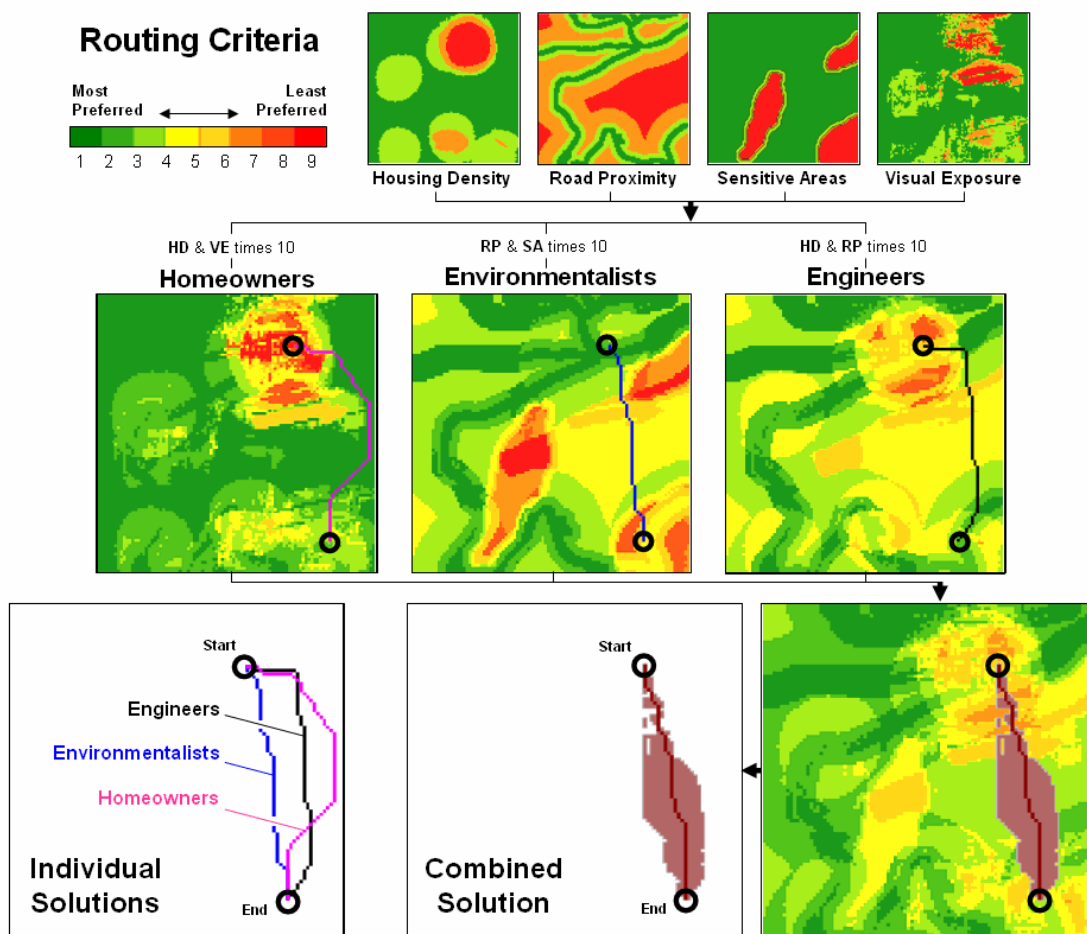 Routing Criteria
Most
Preferred
Least
Preferred
1 2 3 4 5 6 7 8 9
Housing Density
Road Proximity
Sensitive Areas
Visual Exposure
HD & VE times 10
RP & SA times 10
HD & RP times 10
Homeowners
Environmentalists
Engineers
Start
Engineers
Environmentalists
Homeowners
Individual
Solutions
End
Start
Combined
Solution
End